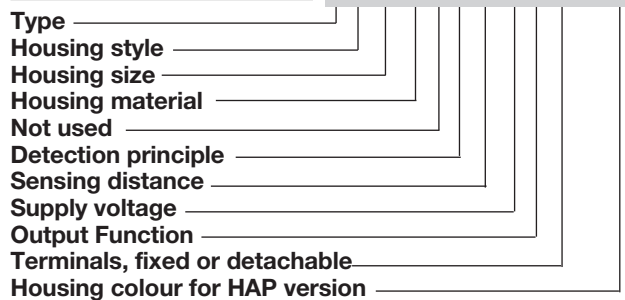 Type
Housing style
Housing size
Housing material
Not used
Detection principle
Sensing distance
Supply voltage
Output Function
Terminals, fixed or detachable
Housing colour for HAP version